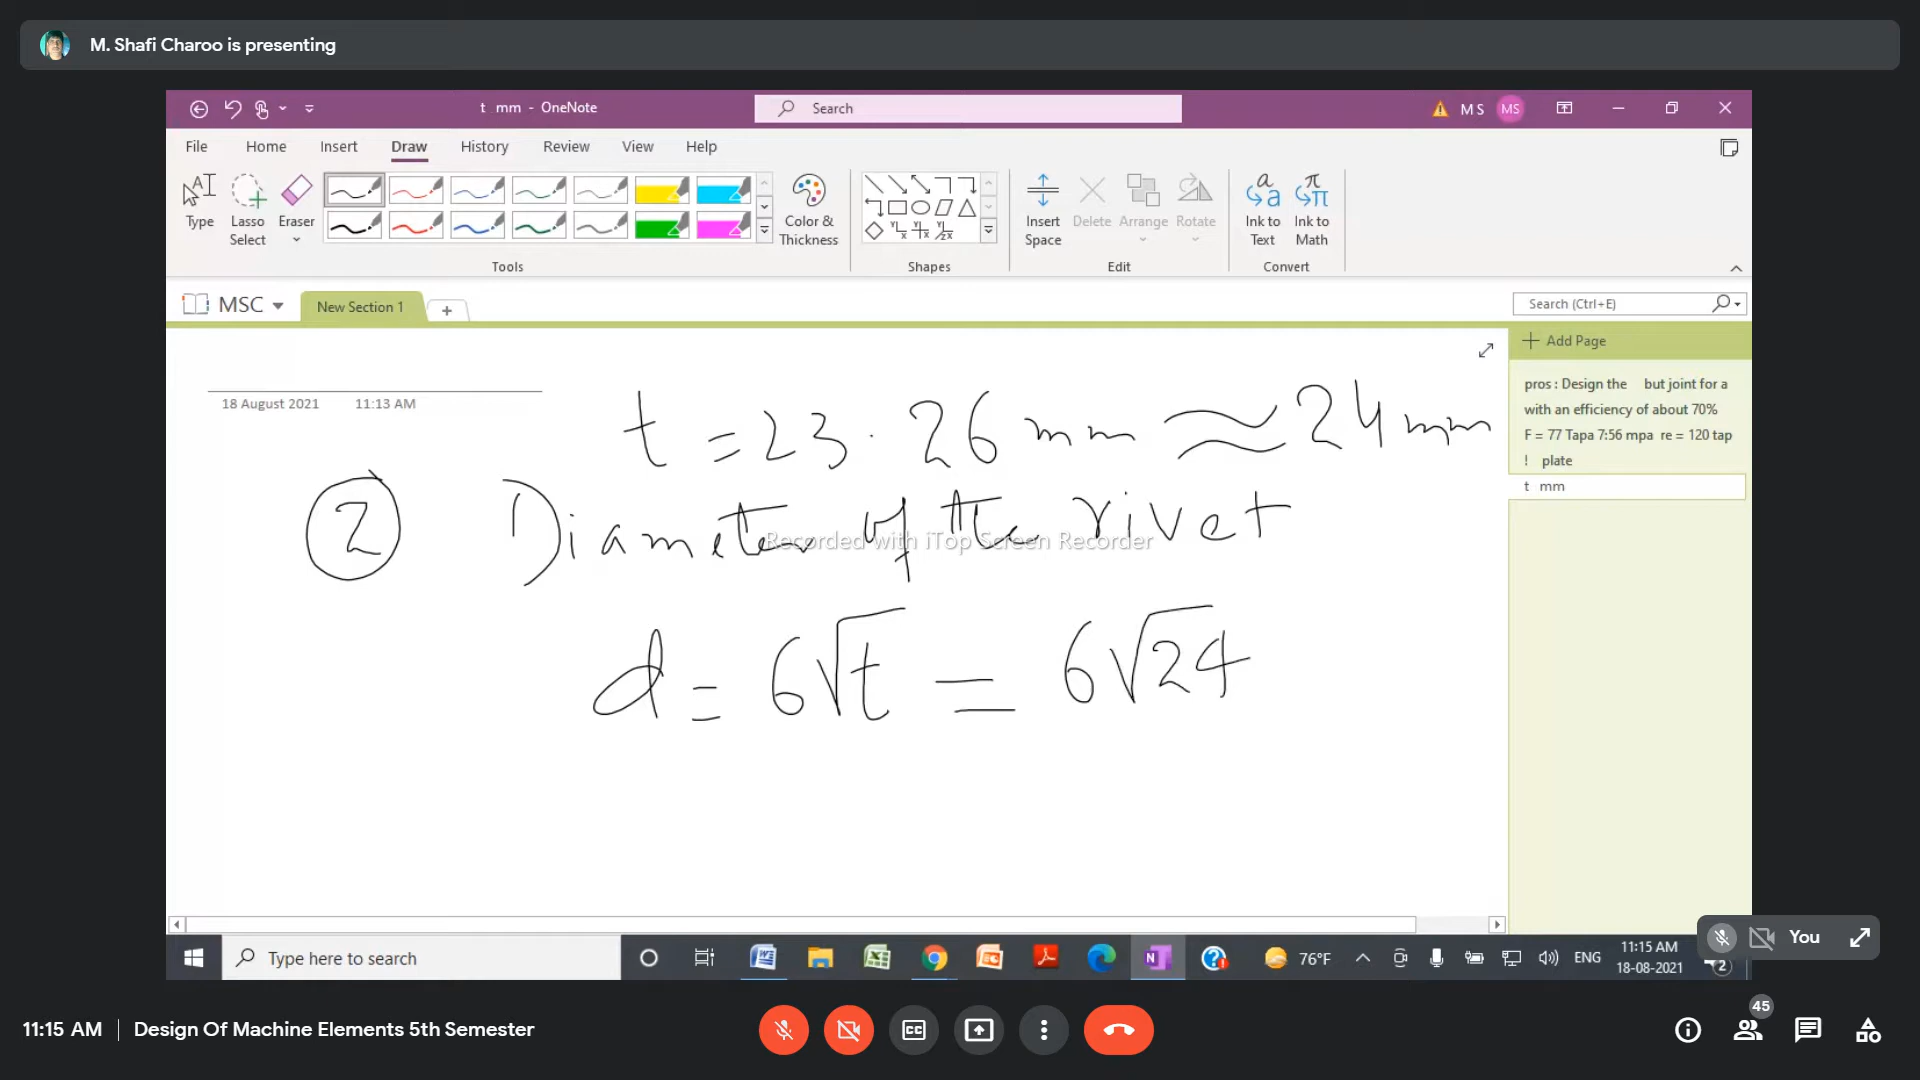 M. Shafi Charoo is presenting
t mm - OneNote
Search
M S
MS
File Home Insert Draw History Review View Help
Type
Lasso Select
Eraser
Color & Thickness
Insert Space
Delete
Arrange
Rotate
Ink to Text
Ink to Math
Tools
Shapes
Edit
Convert
MSC
New Section 1
Search (Ctrl+E)
Add Page
pros : Design the but joint for a
with an efficiency of about 70%
F = 77 Tapa 7:56 mpa re = 120 tap
! plate
t mm
18 August 2021 11:13 AM
t = 23.26 mm ≈ 24 mm
② Diameter of the rivet
Recorded with iTop Screen Recorder
d = 6√t = 6√24
Type here to search
76°F
ENG
11:15 AM
18-08-2021
2
You
11:15 AM | Design Of Machine Elements 5th Semester
45